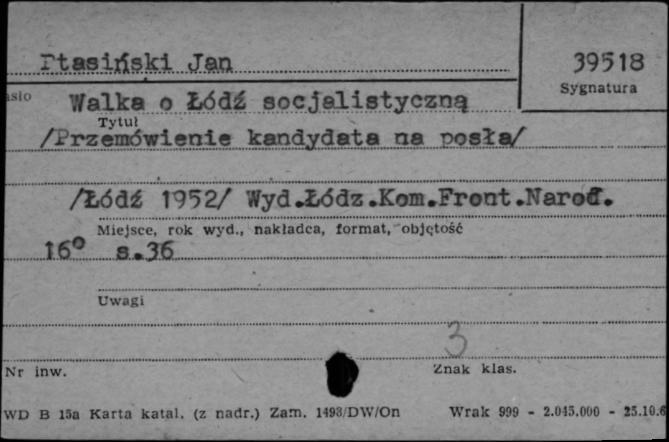 Ptasiński Jan
39518
Sygnatura
Walka o Łódź socjalistyczną
Tytuł
/Przemówienie kandydata na posła/
/Łódź 1952/ Wyd.Łódz.Kom.Front.Narod.
Miejsce, rok wyd., nakładca, format, objętość
16° s.36
Uwagi
3
Nr inw.
Znak klas.
WD B 15a Karta katal. (z nadr.) Zam. 1493/DW/On Wrak 999 - 2.045.000 - 25.10.6